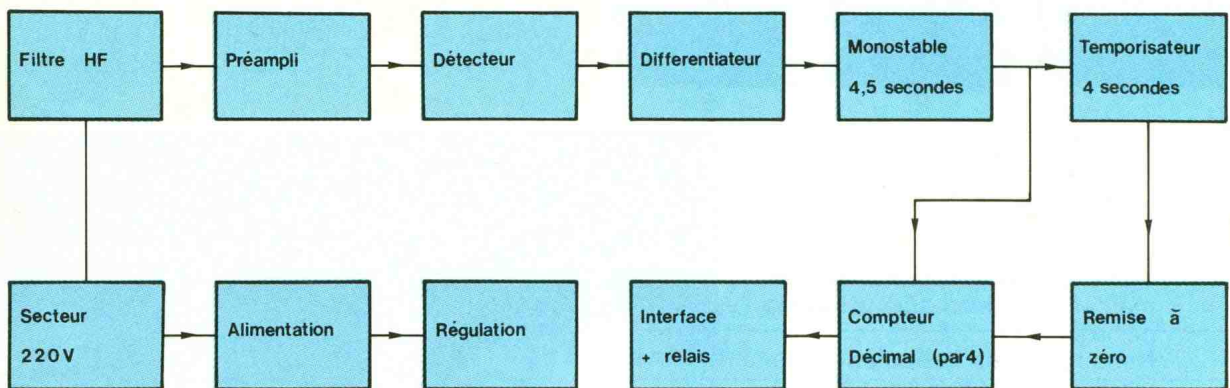 Filtre HF
Préampli
Détecteur
Differentiateur
Monostable
4,5 secondes
Temporisateur
4 secondes
Secteur
220V
Alimentation
Régulation
Interface
+ relais
Compteur
Décimal (par4)
Remise ã
zéro